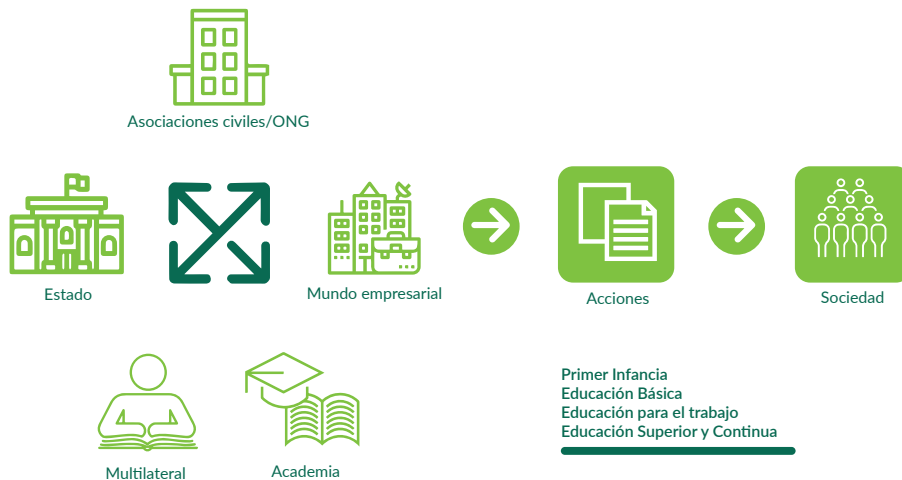 Asociaciones civiles/ONG
Estado
Mundo empresarial
Acciones
Sociedad
Primer Infancia
Educación Básica
Educación para el trabajo
Educación Superior y Continua
Multilateral
Academia